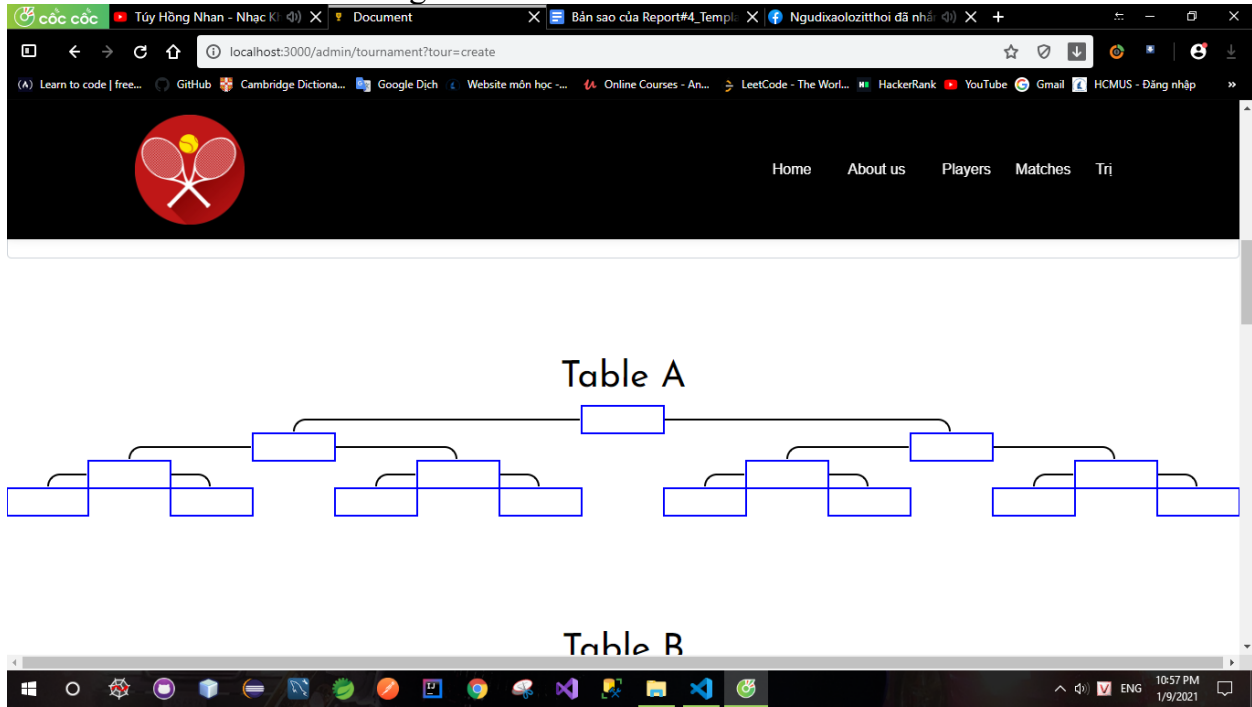 cốc cốc
Túy Hồng Nhan - Nhạc K
Document
Bản sao của Report#4_Templa
Ngudixaolozitthoi đã nhắ
localhost:3000/admin/tournament?tour=create
Learn to code | free...
GitHub
Cambridge Dictiona...
Google Dịch
Website môn học -...
Online Courses - An...
LeetCode - The Worl...
HackerRank
YouTube
Gmail
HCMUS - Đăng nhập
Home About us Players Matches Trị
Table A
Table B
ENG
10:57 PM
1/9/2021